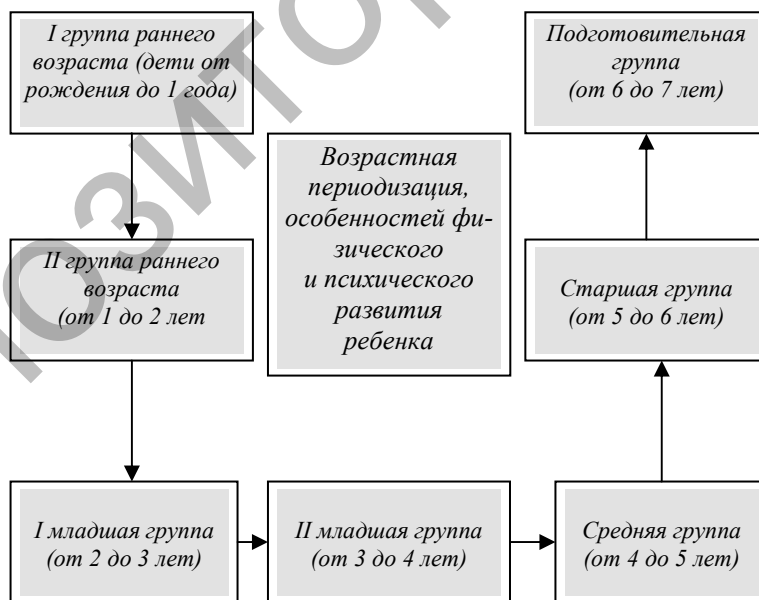 I группа раннего
возраста (дети от
рождения до 1 года)
II группа раннего
возраста
(от 1 до 2 лет
I младшая группа
(от 2 до 3 лет)
II младшая группа
(от 3 до 4 лет)
Средняя группа
(от 4 до 5 лет)
Старшая группа
(от 5 до 6 лет)
Подготовительная
группа
(от 6 до 7 лет)
Возрастная
периодизация,
особенностей фи-
зического
и психического
развития
ребенка
ПОЗИТОР